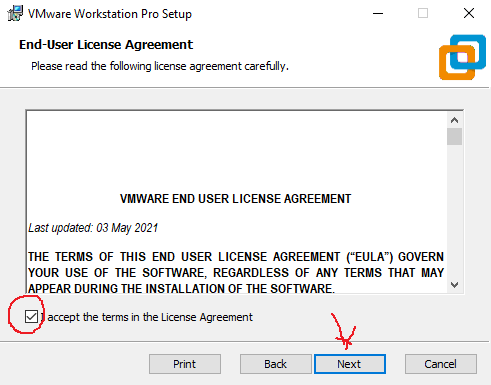 VMware Workstation Pro Setup
End-User License Agreement
Please read the following license agreement carefully.
VMWARE END USER LICENSE AGREEMENT
Last updated: 03 May 2021
THE TERMS OF THIS END USER LICENSE AGREEMENT (“EULA”) GOVERN
YOUR USE OF THE SOFTWARE, REGARDLESS OF ANY TERMS THAT MAY
APPEAR DURING THE INSTALLATION OF THE SOFTWARE.
I accept the terms in the License Agreement
Print Back Next Cancel